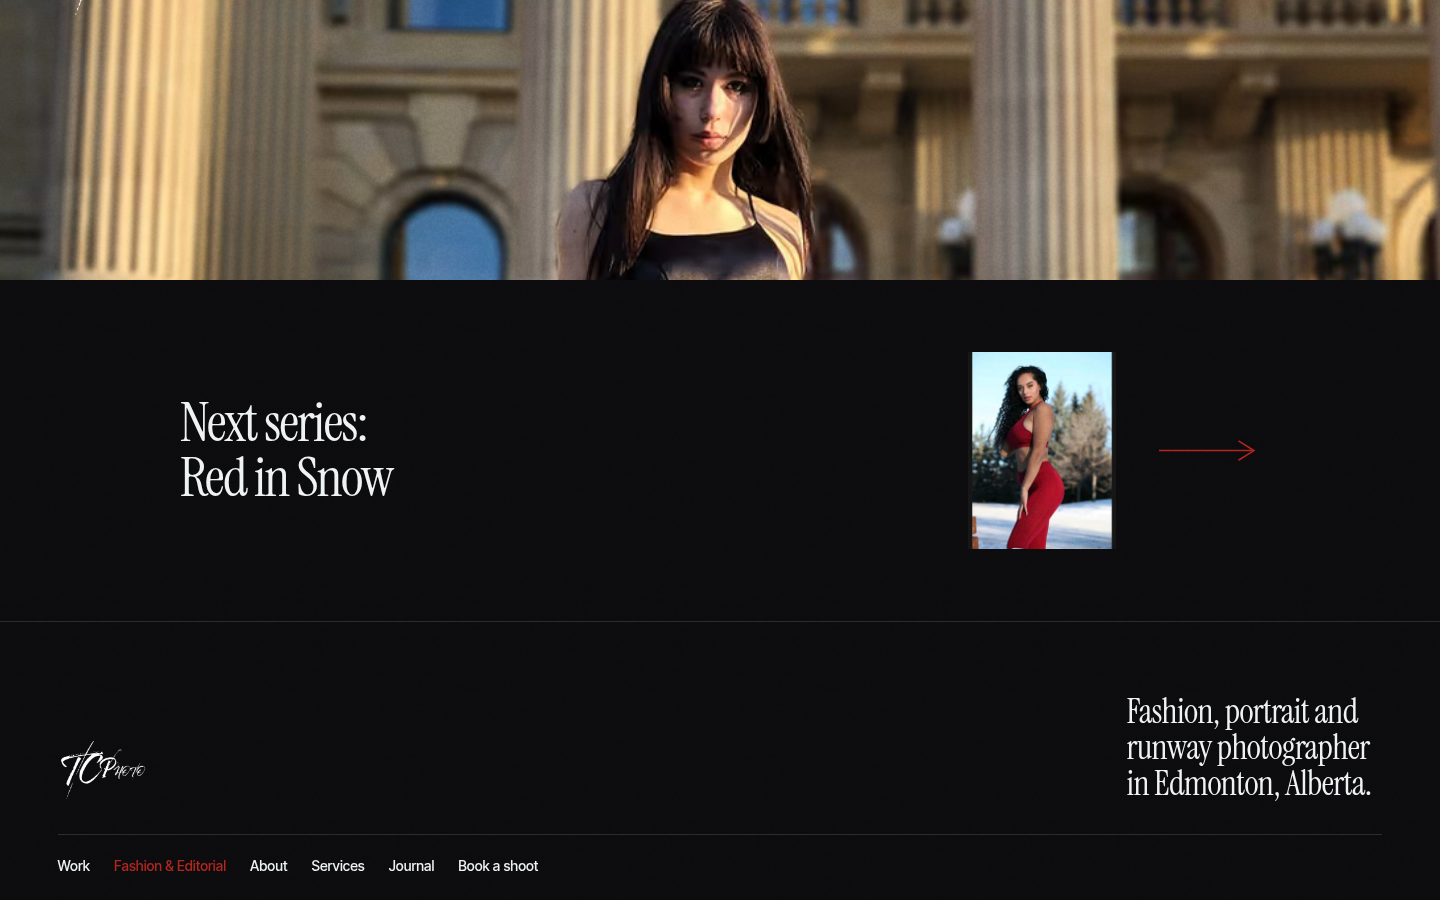 Next series:
Red in Snow
Fashion, portrait and
runway photographer
in Edmonton, Alberta.
TCPHOTO
Work Fashion & Editorial About Services Journal Book a shoot